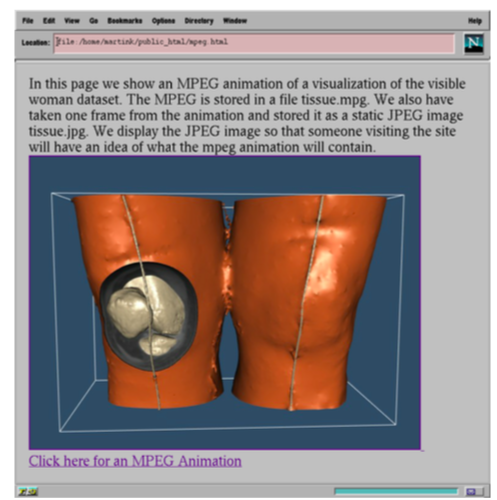 File Edit View Go Bookmarks Options Directory Window Help
Location: file:/home/martink/public_html/mpeg.html
N
In this page we show an MPEG animation of a visualization of the visible
woman dataset. The MPEG is stored in a file tissue.mpg. We also have
taken one frame from the animation and stored it as a static JPEG image
tissue.jpg. We display the JPEG image so that someone visiting the site
will have an idea of what the mpeg animation will contain.
Click here for an MPEG Animation